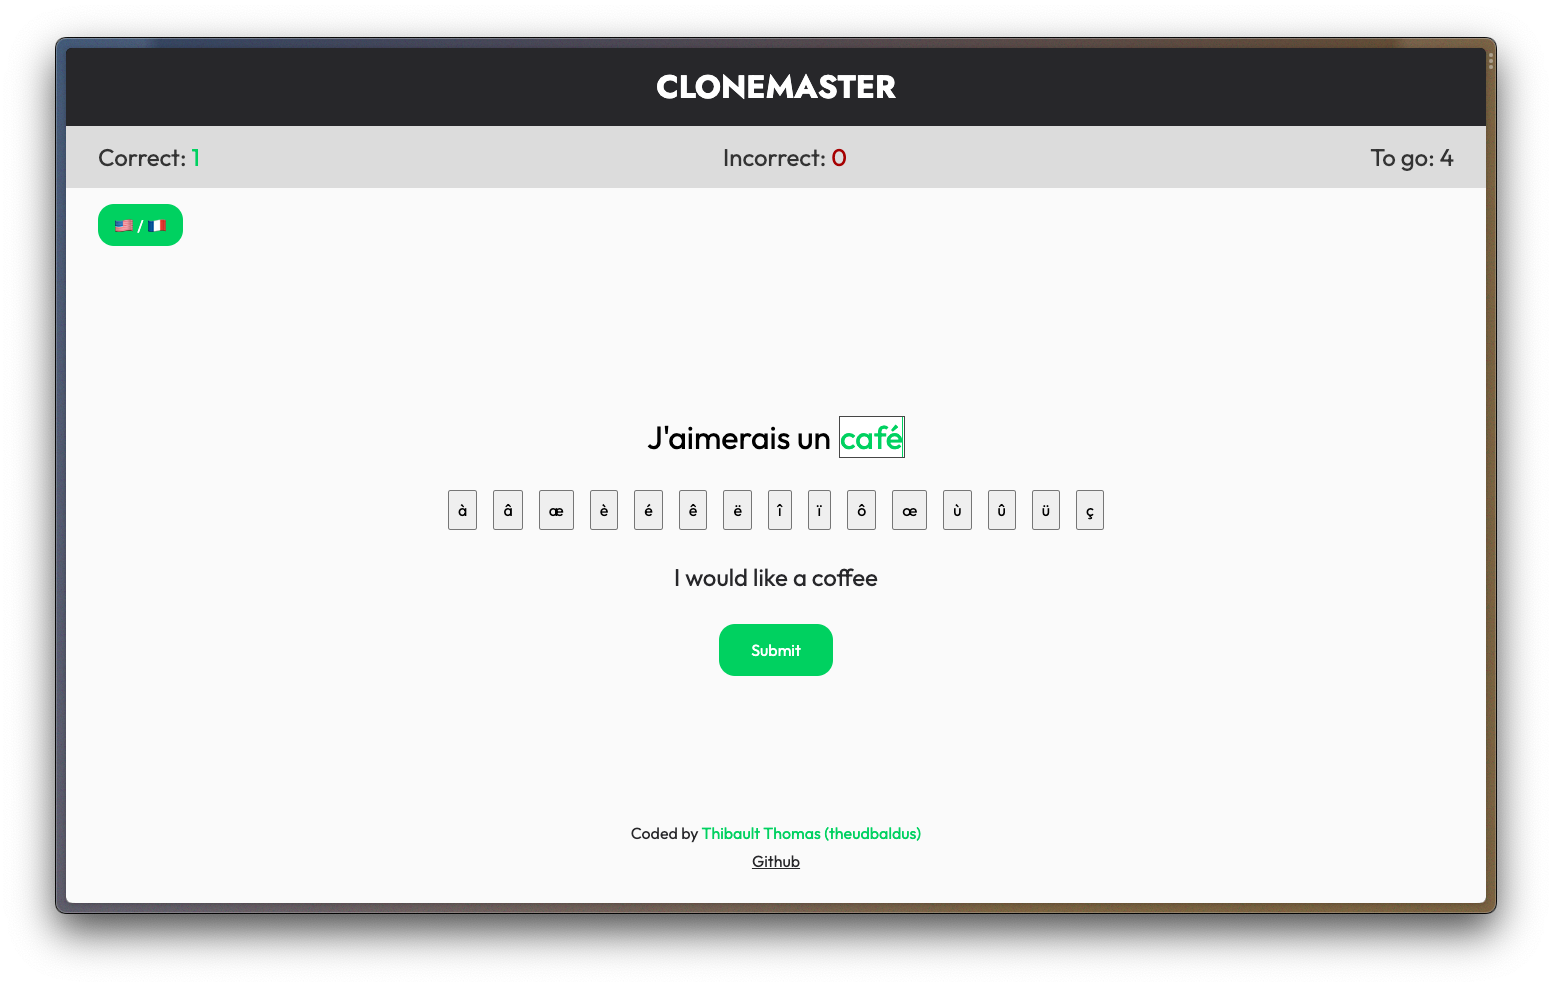 CLONEMASTER
Correct: 1 Incorrect: 0 To go: 4
🇺🇸 / 🇫🇷
J'aimerais un café
à â æ è é ê ë î ï ô œ ù û ü ç
I would like a coffee
Submit
Coded by Thibault Thomas (theudbaldus)
Github